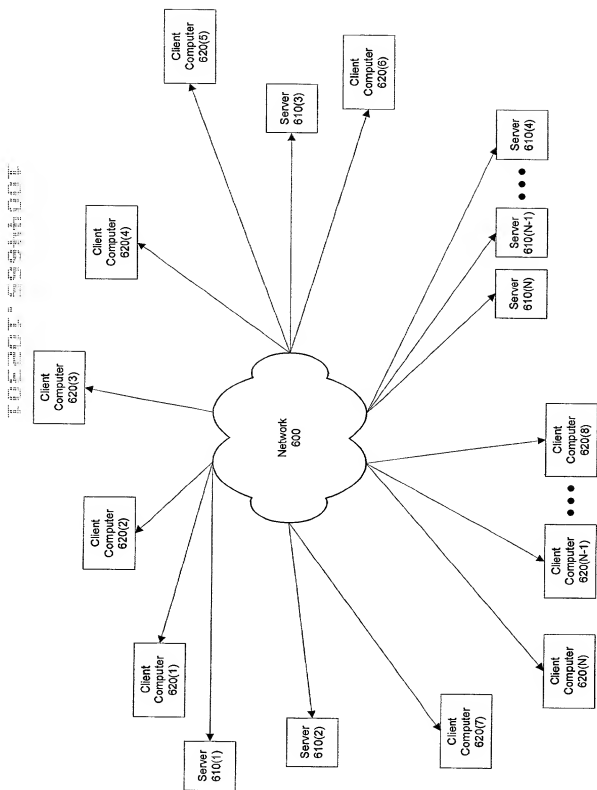 Client
Computer
620(5)
Server
610(3)
Client
Computer
620(6)
Client
Computer
620(4)
Server
610(4)
Server
610(N-1)
Server
610(N)
Client
Computer
620(3)
Network
600
Client
Computer
620(8)
Client
Computer
620(2)
Client
Computer
620(N-1)
Client
Computer
620(1)
Client
Computer
620(N)
Server
610(1)
Server
610(2)
Client
Computer
620(7)